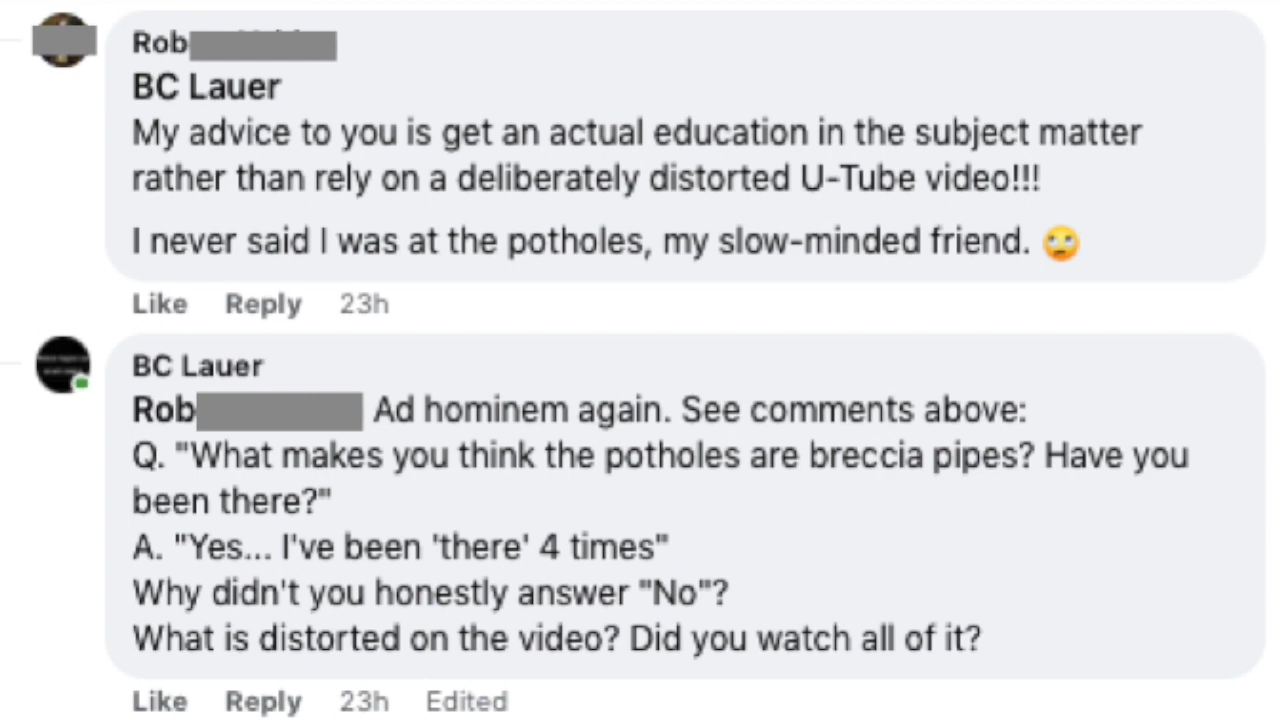 Rob
BC Lauer
My advice to you is get an actual education in the subject matter
rather than rely on a deliberately distorted U-Tube video!!!
I never said I was at the potholes, my slow-minded friend. 🙄
Like Reply 23h
BC Lauer
Rob Ad hominem again. See comments above:
Q. "What makes you think the potholes are breccia pipes? Have you
been there?"
A. "Yes... I've been 'there' 4 times"
Why didn't you honestly answer "No"?
What is distorted on the video? Did you watch all of it?
Like Reply 23h Edited